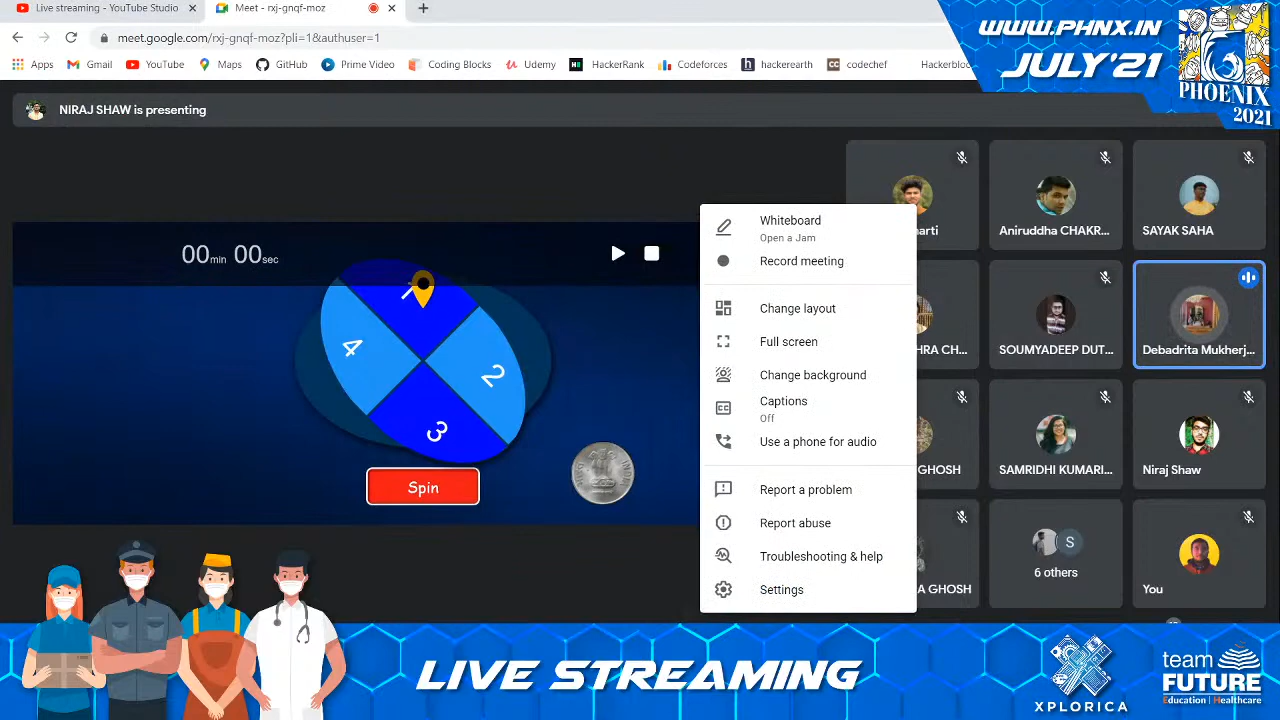 Live streaming - YouTube Studio
Meet - rxj-gnqf-moz
meet.google.com/rxj-gnqf-moz?pli=1&authuser=1
Apps Gmail YouTube Maps GitHub Prime Video Coding Blocks Udemy HackerRank Codeforces hackerearth codechef
WWW.PHNX.IN
JULY'21
PHOENIX
2021
NIRAJ SHAW is presenting
Aniruddha CHAKR...
SAYAK SAHA
00min 00sec
1
4
2
3
Spin
Whiteboard
Open a Jam
Record meeting
Change layout
Full screen
Change background
Captions
Off
Use a phone for audio
Report a problem
Report abuse
Troubleshooting & help
Settings
SOUMYADEEP DUT...
Debadrita Mukherj...
GHOSH
SAMRIDHI KUMARI...
Niraj Shaw
A GHOSH
S
6 others
You
LIVE STREAMING
XPLORICA
team
FUTURE
Education | Healthcare